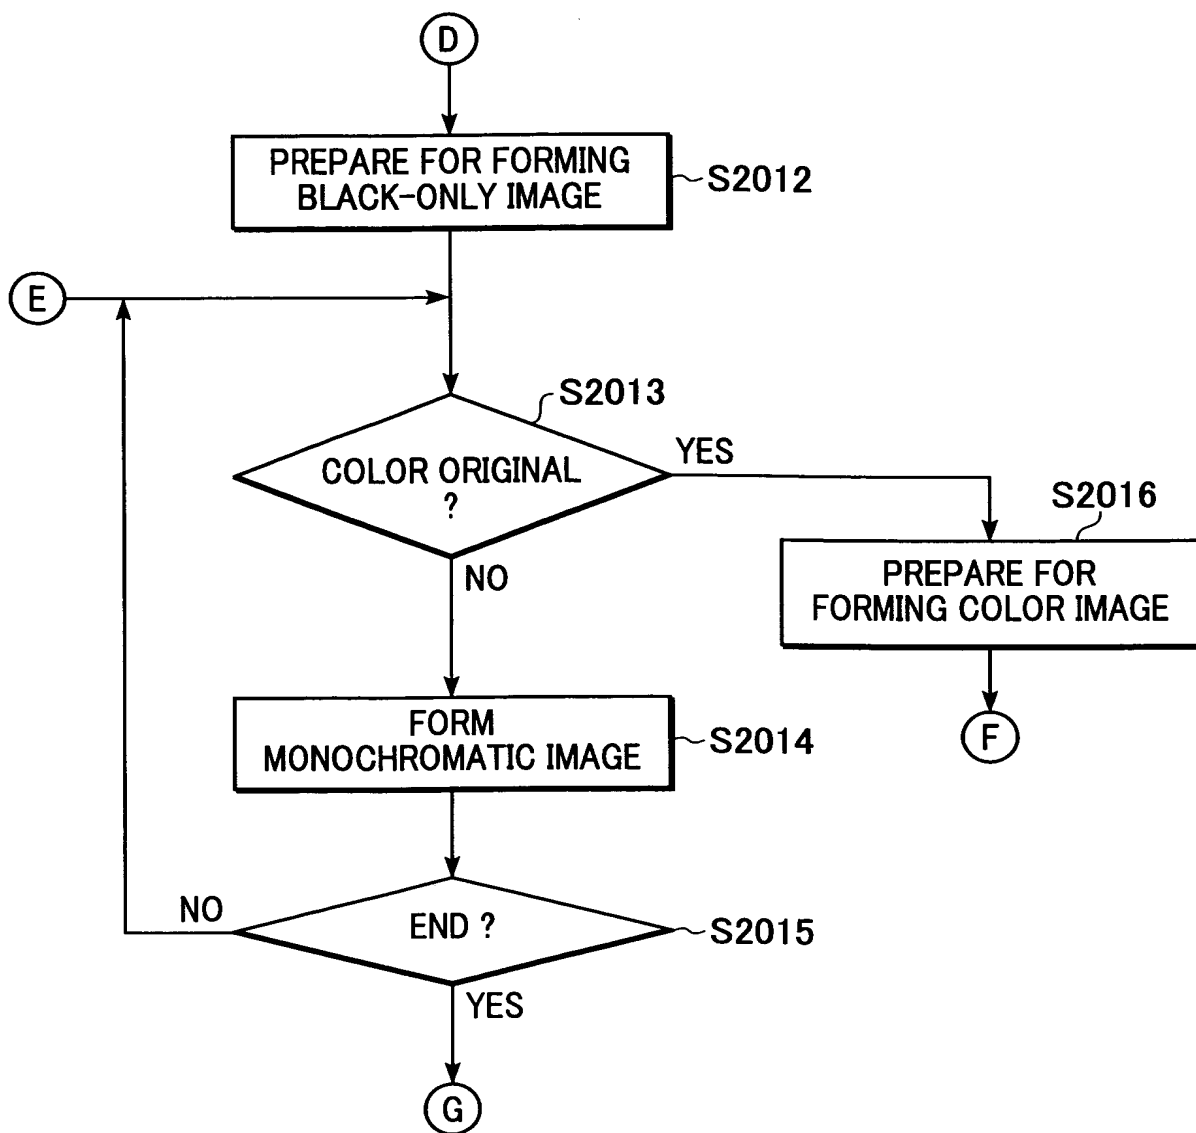 D
PREPARE FOR FORMING
BLACK-ONLY IMAGE
S2012
E
S2013
COLOR ORIGINAL
?
YES
NO
S2016
PREPARE FOR
FORMING COLOR IMAGE
FORM
MONOCHROMATIC IMAGE
S2014
F
NO
END ?
S2015
YES
G